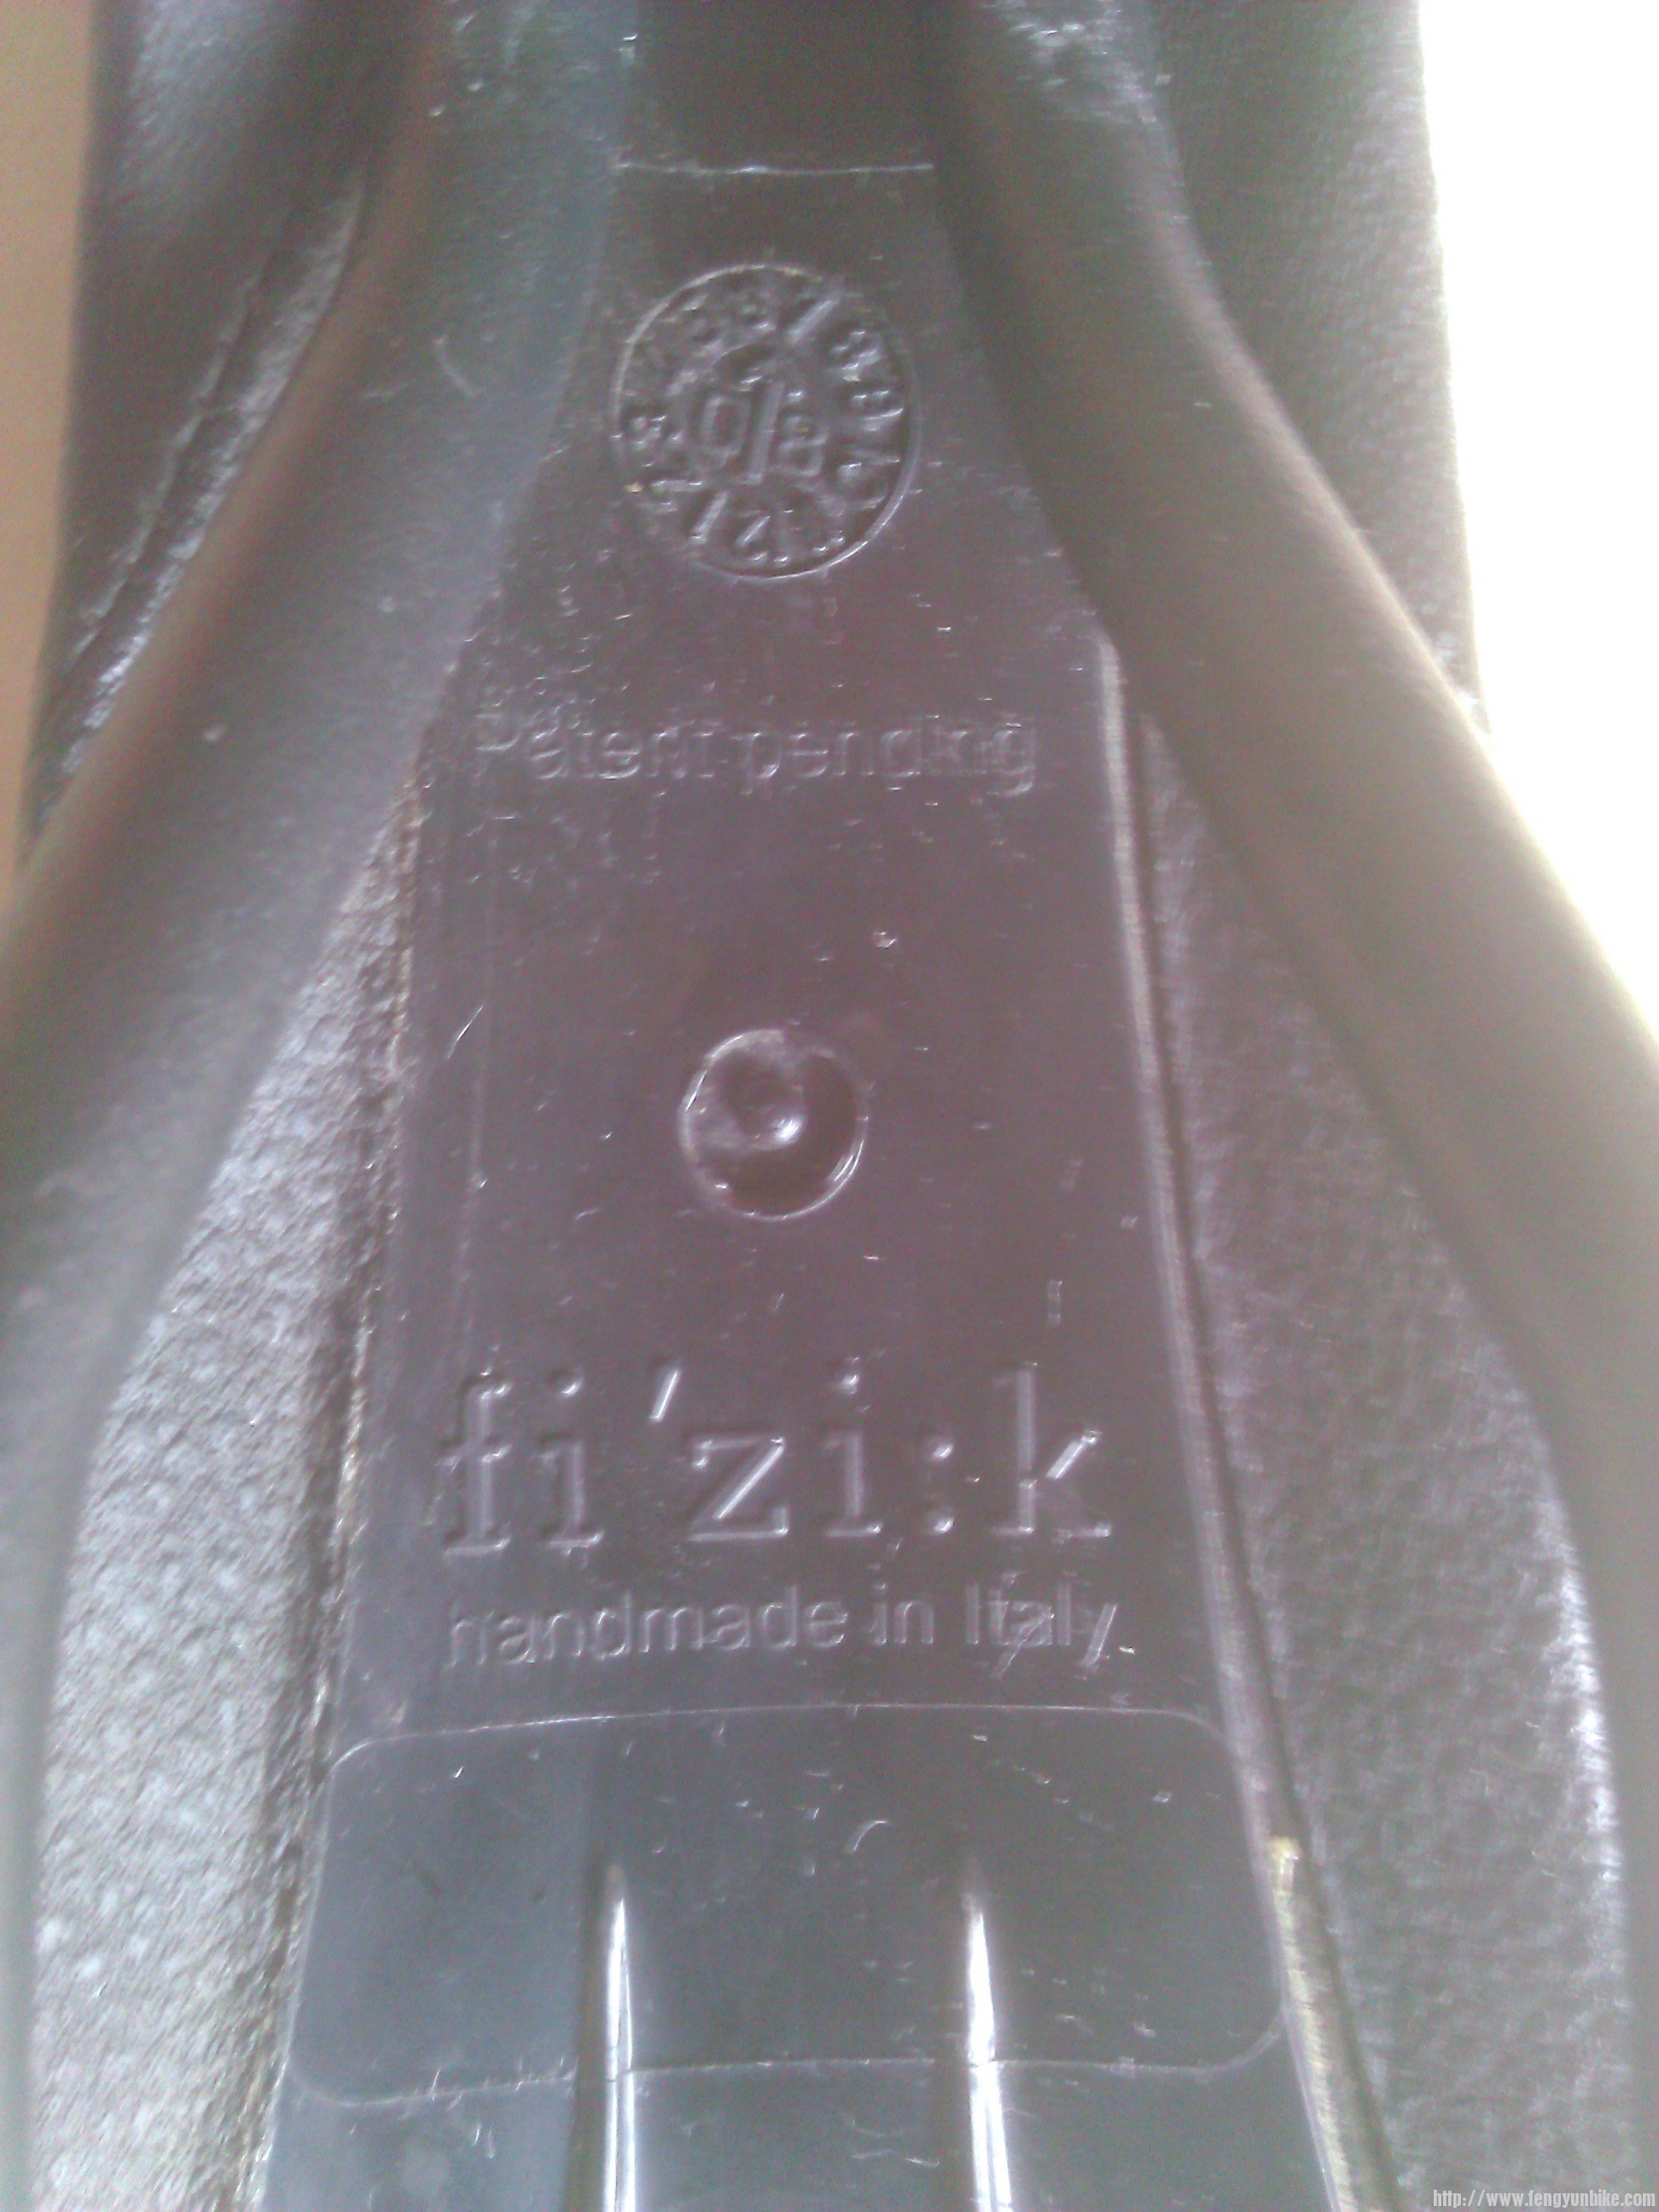 Patent pending
fi'zi:k
handmade in Italy
http://www.fengyunbike.com